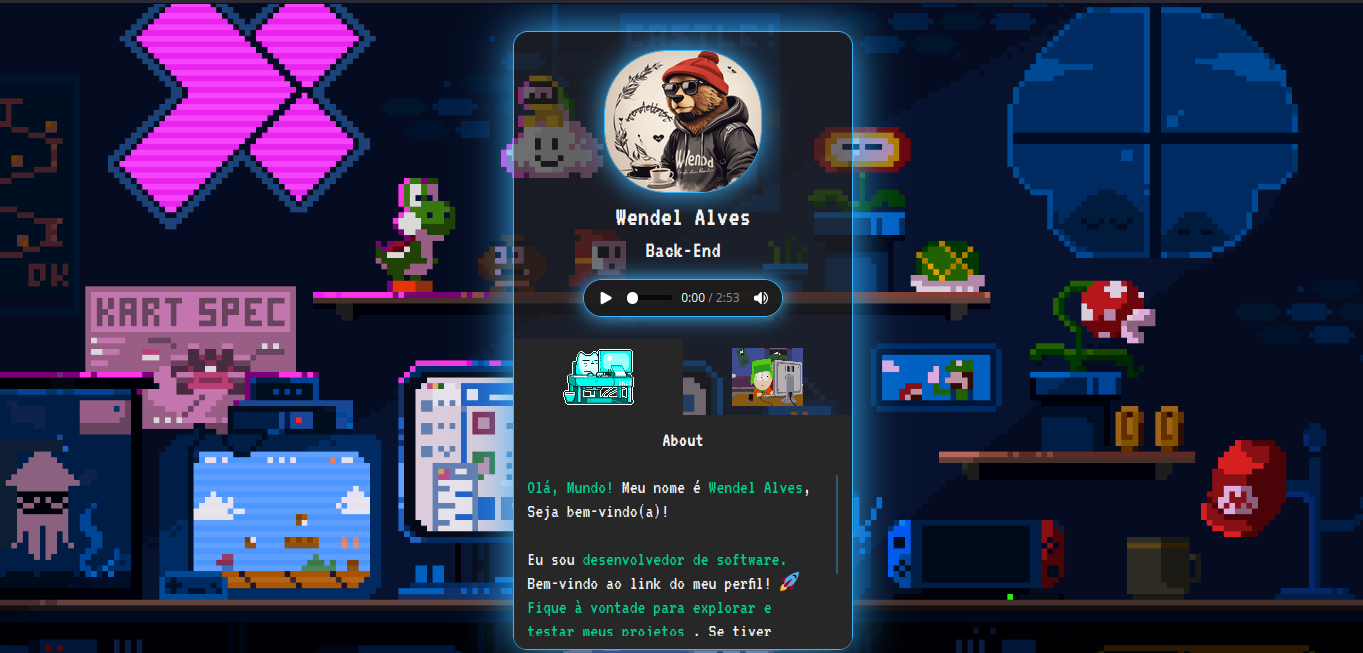 Wendel Alves
Back-End
0:00 / 2:53
KART SPEC
DK
About
Olá, Mundo! Meu nome é Wendel Alves,
Seja bem-vindo(a)!
Eu sou desenvolvedor de software.
Bem-vindo ao link do meu perfil! 🚀
Fique à vontade para explorar e
testar meus projetos . Se tiver